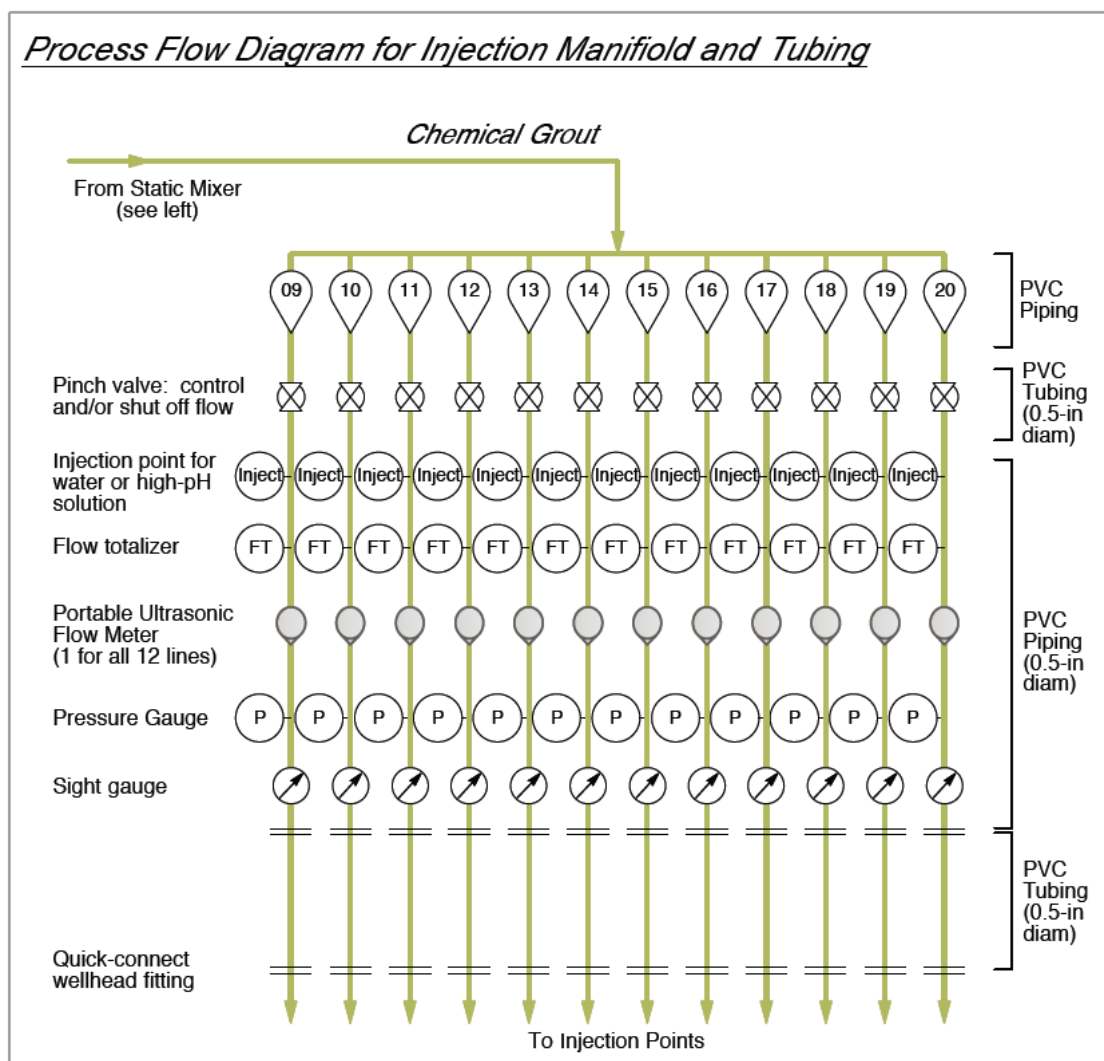 Process Flow Diagram for Injection Manifiold and Tubing
Chemical Grout
From Static Mixer
(see left)
09 10 11 12 13 14 15 16 17 18 19 20
PVC
Piping
Pinch valve: control
and/or shut off flow
PVC
Tubing
(0.5-in
diam)
Injection point for
water or high-pH
solution
Inject Inject Inject Inject Inject Inject Inject Inject Inject Inject Inject Inject
Flow totalizer
FT FT FT FT FT FT FT FT FT FT FT FT
Portable Ultrasonic
Flow Meter
(1 for all 12 lines)
PVC
Piping
(0.5-in
diam)
Pressure Gauge
P P P P P P P P P P P P
Sight gauge
PVC
Tubing
(0.5-in
diam)
Quick-connect
wellhead fitting
To Injection Points